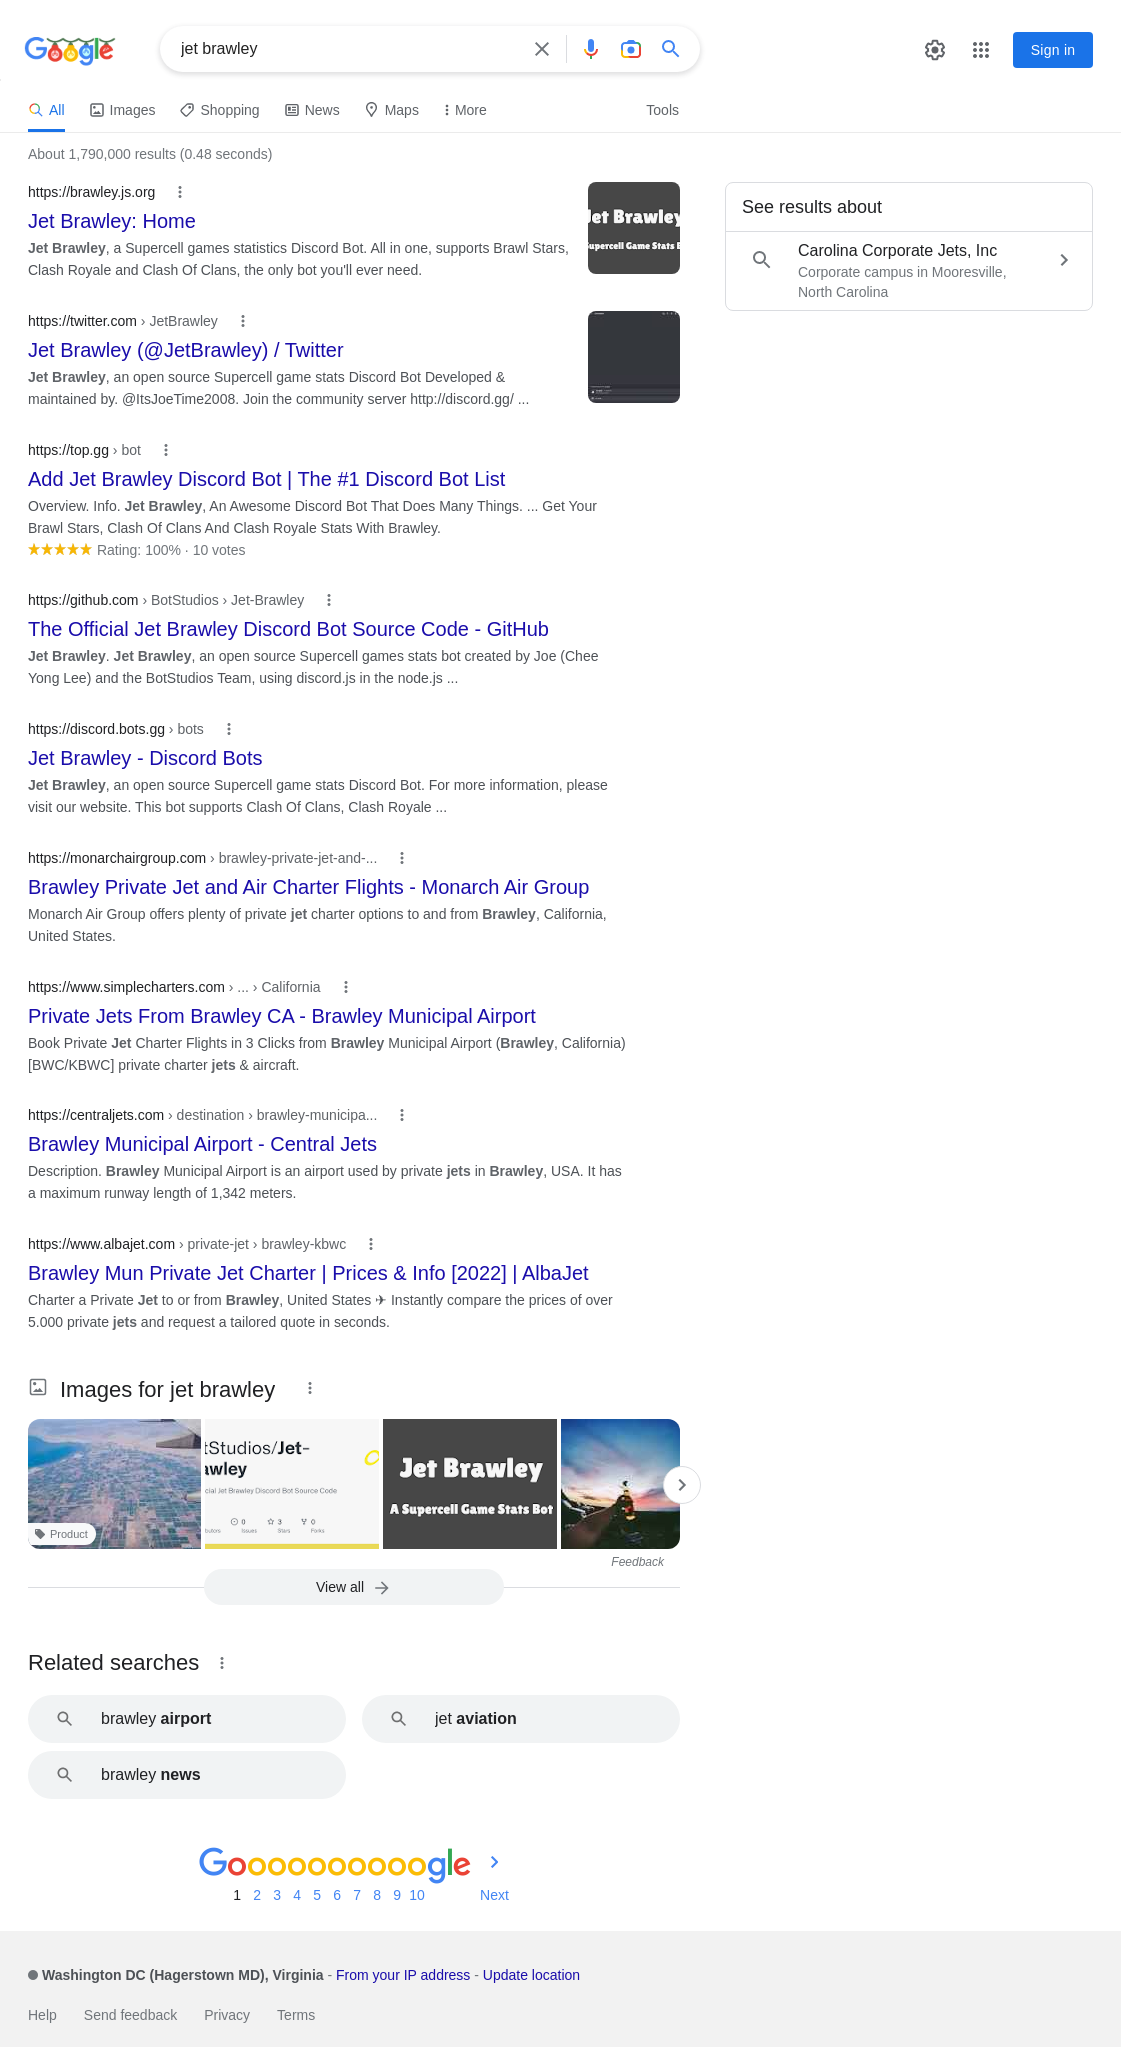 Google
jet brawley
Sign in
All
Images
Shopping
News
Maps
More
Tools
About 1,790,000 results (0.48 seconds)
https://brawley.js.org
Jet Brawley: Home
Jet Brawley, a Supercell games statistics Discord Bot. All in one, supports Brawl Stars,
Clash Royale and Clash Of Clans, the only bot you'll ever need.
Jet Brawley
Supercell Game Stats B
https://twitter.com › JetBrawley
Jet Brawley (@JetBrawley) / Twitter
Jet Brawley, an open source Supercell game stats Discord Bot Developed &
maintained by. @ItsJoeTime2008. Join the community server http://discord.gg/ ...
https://top.gg › bot
Add Jet Brawley Discord Bot | The #1 Discord Bot List
Overview. Info. Jet Brawley, An Awesome Discord Bot That Does Many Things. ... Get Your
Brawl Stars, Clash Of Clans And Clash Royale Stats With Brawley.
Rating: 100% · 10 votes
https://github.com › BotStudios › Jet-Brawley
The Official Jet Brawley Discord Bot Source Code - GitHub
Jet Brawley. Jet Brawley, an open source Supercell games stats bot created by Joe (Chee
Yong Lee) and the BotStudios Team, using discord.js in the node.js ...
https://discord.bots.gg › bots
Jet Brawley - Discord Bots
Jet Brawley, an open source Supercell game stats Discord Bot. For more information, please
visit our website. This bot supports Clash Of Clans, Clash Royale ...
https://monarchairgroup.com › brawley-private-jet-and-...
Brawley Private Jet and Air Charter Flights - Monarch Air Group
Monarch Air Group offers plenty of private jet charter options to and from Brawley, California,
United States.
https://www.simplecharters.com › ... › California
Private Jets From Brawley CA - Brawley Municipal Airport
Book Private Jet Charter Flights in 3 Clicks from Brawley Municipal Airport (Brawley, California)
[BWC/KBWC] private charter jets & aircraft.
https://centraljets.com › destination › brawley-municipa...
Brawley Municipal Airport - Central Jets
Description. Brawley Municipal Airport is an airport used by private jets in Brawley, USA. It has
a maximum runway length of 1,342 meters.
https://www.albajet.com › private-jet › brawley-kbwc
Brawley Mun Private Jet Charter | Prices & Info [2022] | AlbaJet
Charter a Private Jet to or from Brawley, United States ✈ Instantly compare the prices of over
5.000 private jets and request a tailored quote in seconds.
See results about
Carolina Corporate Jets, Inc
Corporate campus in Mooresville,
North Carolina
Images for jet brawley
Product
tStudios/Jet-
awley
cial Jet Brawley Discord Bot Source Code
0 3 0
Issues Stars Forks
Jet Brawley
A Supercell Game Stats Bot
Feedback
View all
Related searches
brawley airport
jet aviation
brawley news
Goooooooooogle
1 2 3 4 5 6 7 8 9 10 Next
Washington DC (Hagerstown MD), Virginia - From your IP address - Update location
Help Send feedback Privacy Terms